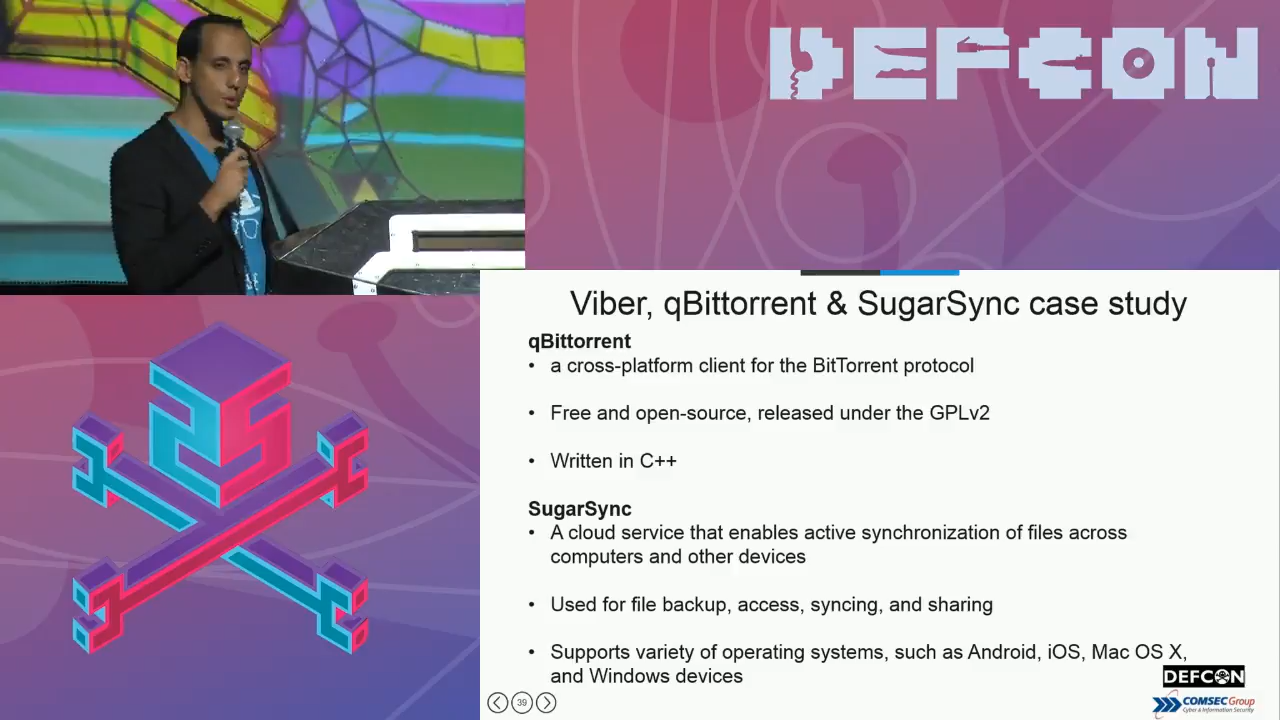 DEFCON
Viber, qBittorrent & SugarSync case study
qBittorrent
• a cross-platform client for the BitTorrent protocol
• Free and open-source, released under the GPLv2
• Written in C++
SugarSync
• A cloud service that enables active synchronization of files across
computers and other devices
• Used for file backup, access, syncing, and sharing
• Supports variety of operating systems, such as Android, iOS, Mac OS X,
and Windows devices
39
DEFCON
COMSEC Group
Cyber & Information Security